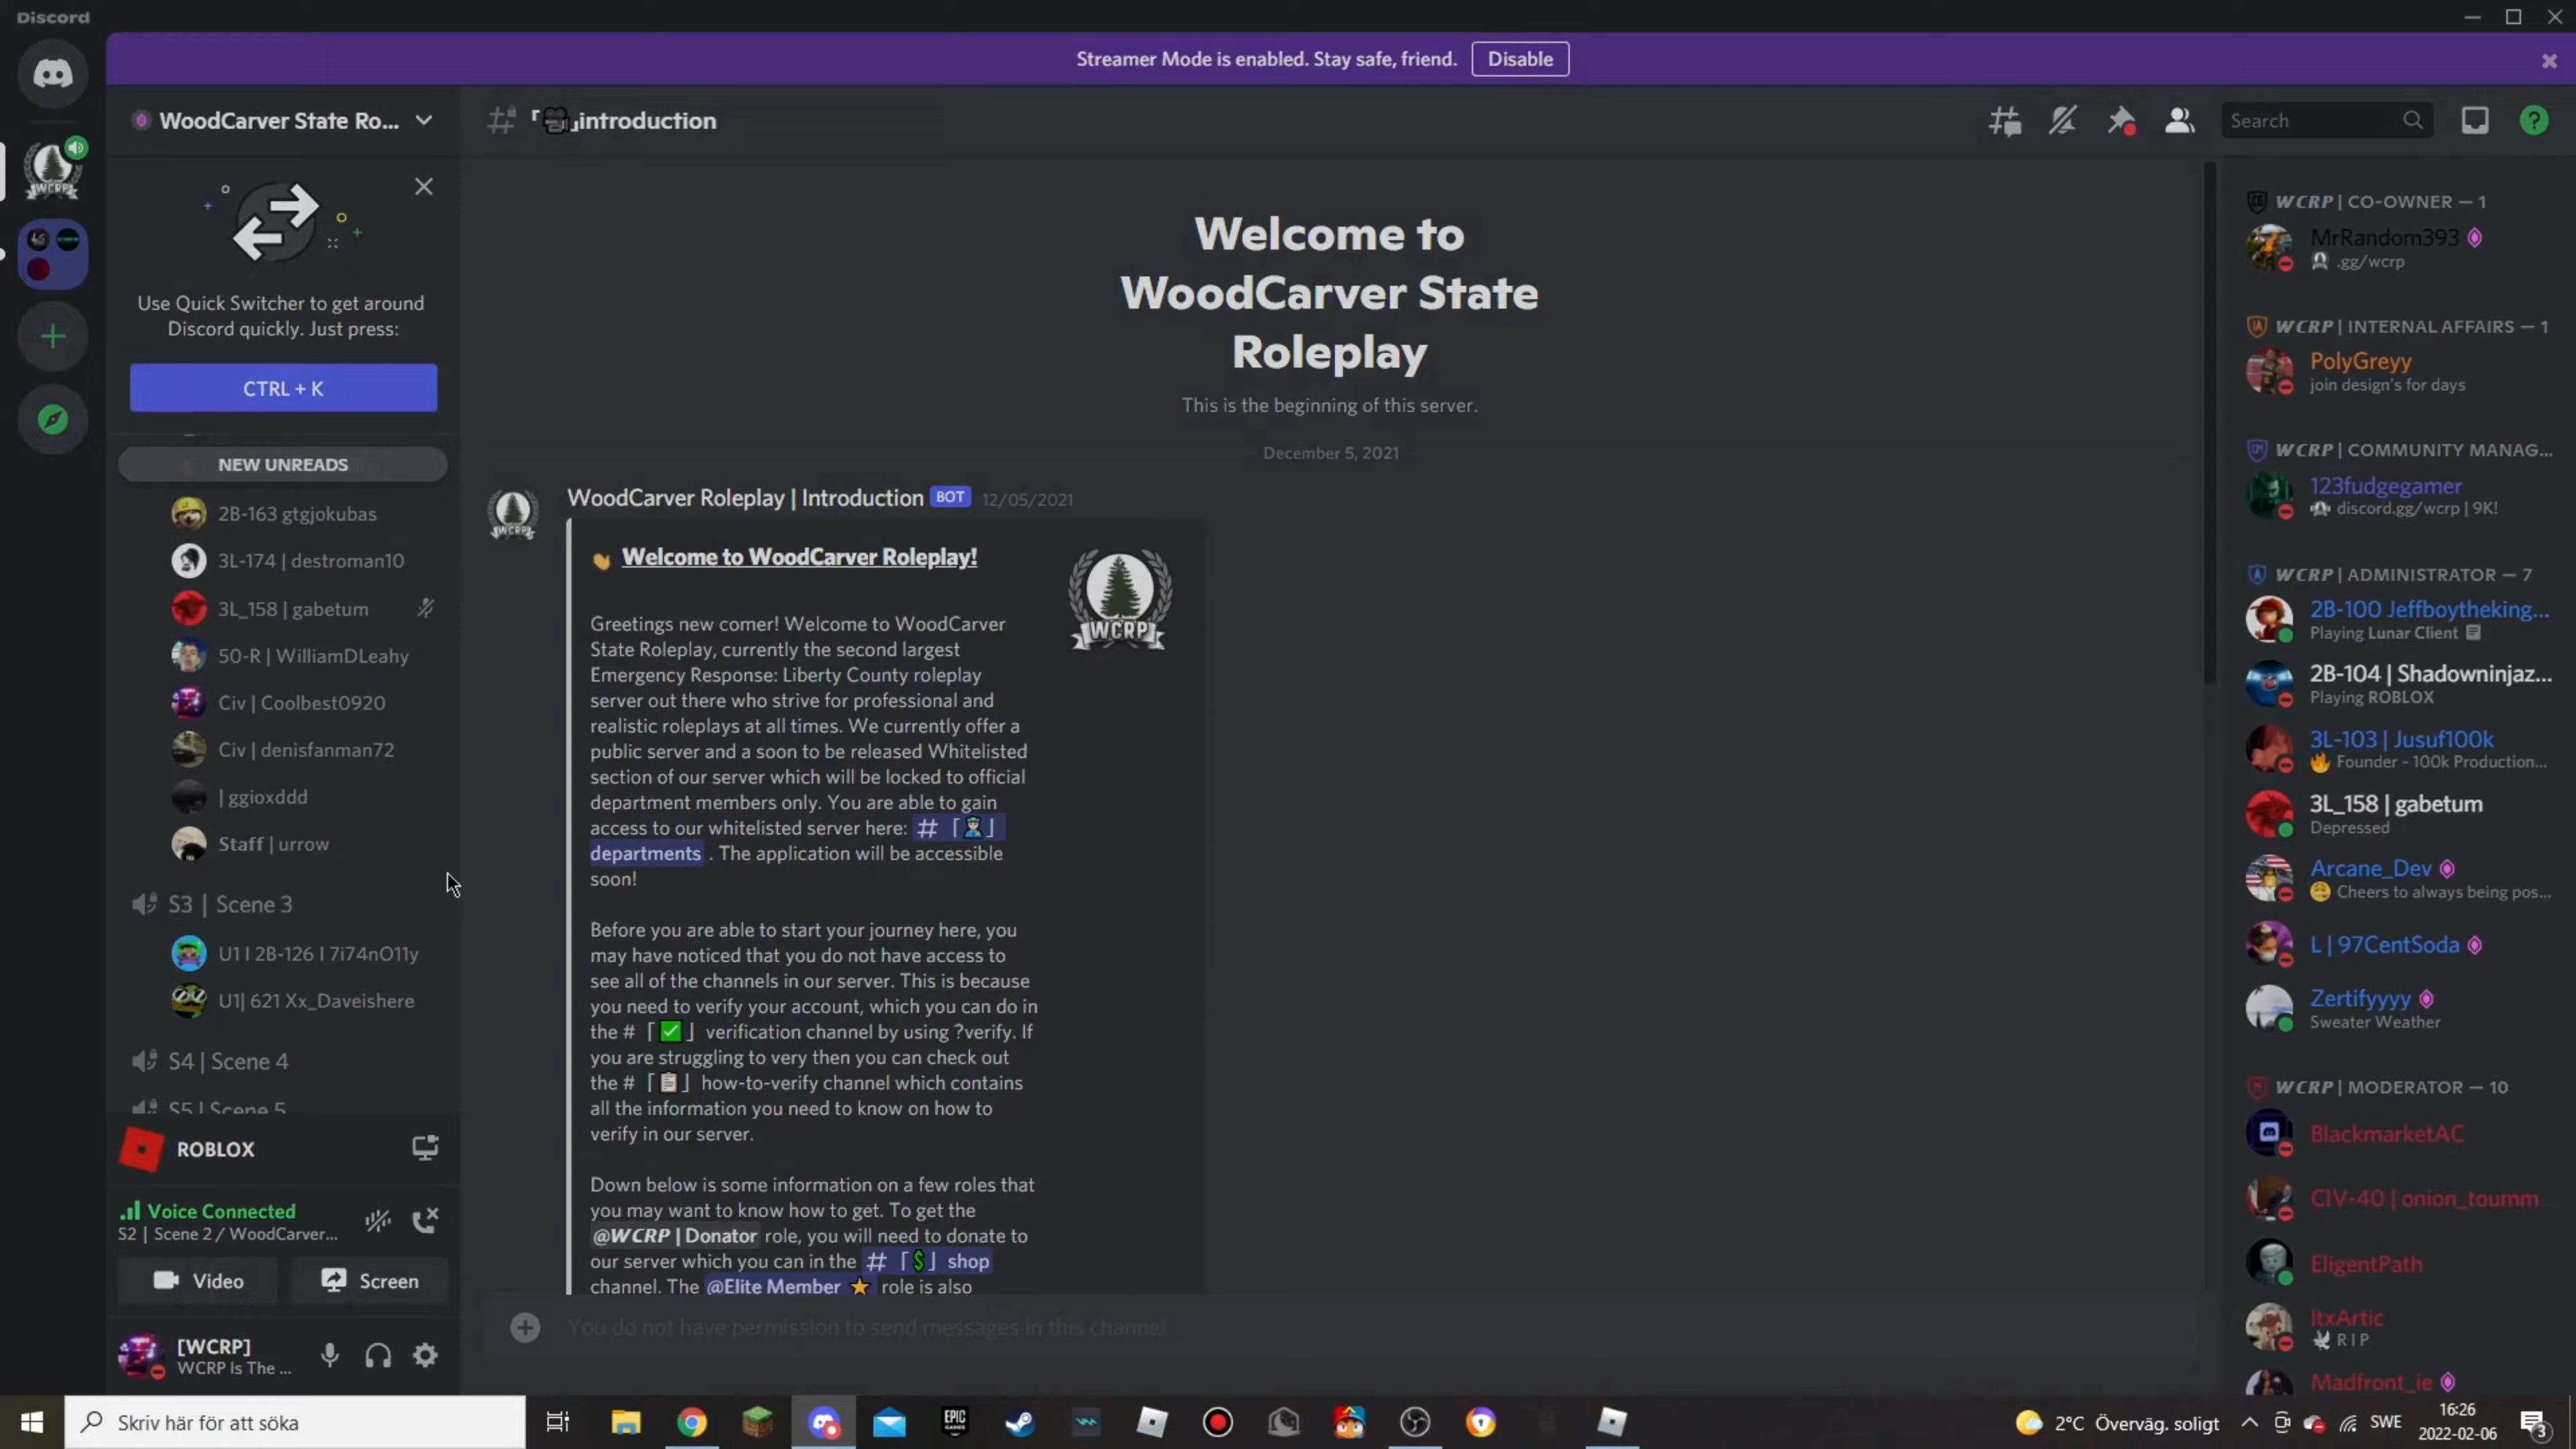 Discord
Streamer Mode is enabled. Stay safe, friend.
Disable
WoodCarver State Ro...
「🎥」introduction
Search
Use Quick Switcher to get around
Discord quickly. Just press:
CTRL + K
NEW UNREADS
2B-163 gtgjokubas
3L-174 | destroman10
3L_158 | gabetum
50-R | WilliamDLeahy
Civ | Coolbest0920
Civ | denisfanman72
| ggioxddd
Staff | urrow
S3 | Scene 3
U1 I 2B-126 I 7i74nO11y
U1| 621 Xx_Daveishere
S4 | Scene 4
S5 | Scene 5
ROBLOX
Voice Connected
S2 | Scene 2 / WoodCarver...
Video
Screen
[WCRP]
WCRP Is The ...
Welcome to
WoodCarver State
Roleplay
This is the beginning of this server.
December 5, 2021
WoodCarver Roleplay | Introduction BOT 12/05/2021
👋 Welcome to WoodCarver Roleplay!
WCRP
Greetings new comer! Welcome to WoodCarver
State Roleplay, currently the second largest
Emergency Response: Liberty County roleplay
server out there who strive for professional and
realistic roleplays at all times. We currently offer a
public server and a soon to be released Whitelisted
section of our server which will be locked to official
department members only. You are able to gain
access to our whitelisted server here: # 「👮」
departments . The application will be accessible
soon!
Before you are able to start your journey here, you
may have noticed that you do not have access to
see all of the channels in our server. This is because
you need to verify your account, which you can do in
the # 「✅」 verification channel by using ?verify. If
you are struggling to very then you can check out
the # 「📋」 how-to-verify channel which contains
all the information you need to know on how to
verify in our server.
Down below is some information on a few roles that
you may want to know how to get. To get the
@WCRP | Donator role, you will need to donate to
our server which you can in the # 「💲」 shop
channel. The @Elite Member ⭐ role is also
You do not have permission to send messages in this channel
WCRP | CO-OWNER — 1
MrRandom393
.gg/wcrp
WCRP | INTERNAL AFFAIRS — 1
PolyGreyy
join design's for days
WCRP | COMMUNITY MANAG...
123fudgegamer
discord.gg/wcrp | 9K!
WCRP | ADMINISTRATOR — 7
2B-100 Jeffboytheking...
Playing Lunar Client
2B-104 | Shadowninjaz...
Playing ROBLOX
3L-103 | Jusuf100k
🔥 Founder - 100k Production...
3L_158 | gabetum
Depressed
Arcane_Dev
Cheers to always being pos...
L | 97CentSoda
Zertifyyyy
Sweater Weather
WCRP | MODERATOR — 10
BlackmarketAC
CIV-40 | onion_toumm
EligentPath
ItxArtic
🕊 R I P
Madfront_ie
Skriv här för att söka
EPIC GAMES
2°C Överväg. soligt
SWE
16:26
2022-02-06
3